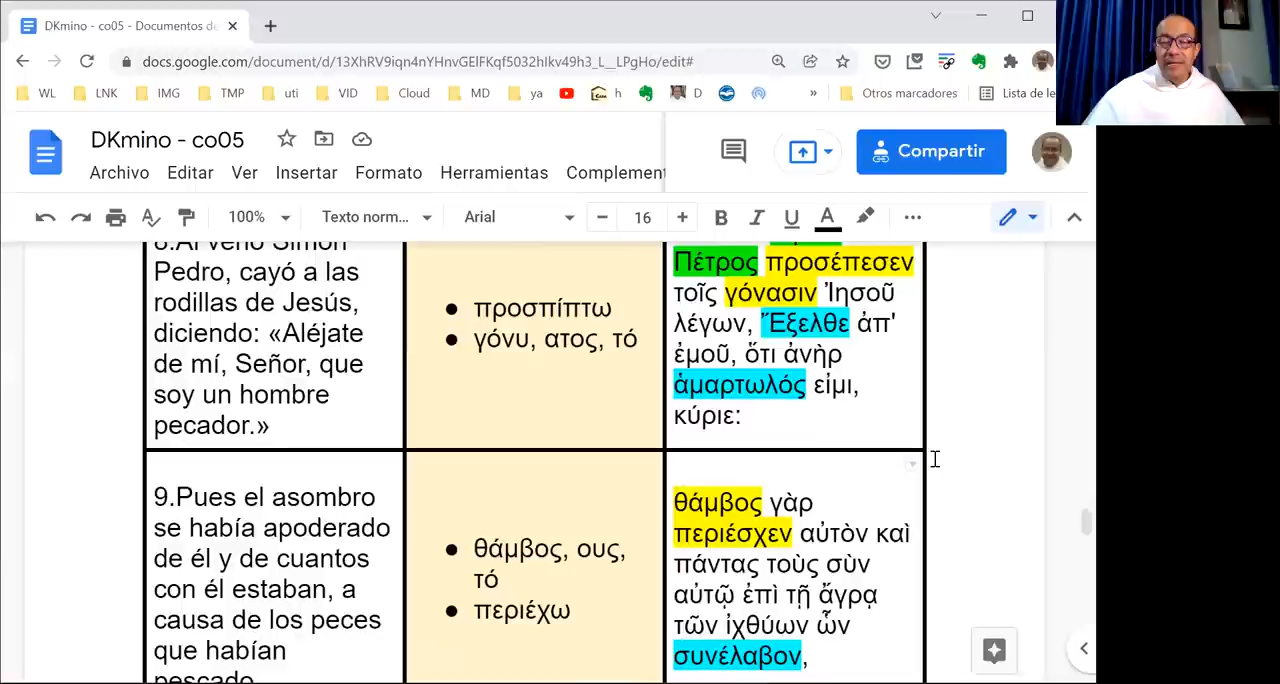 DKmino - co05 - Documentos de
docs.google.com/document/d/13XhRV9iqn4nYHnvGElFKqf5032hIkv49h3_L__LPgHo/edit#
WL LNK IMG TMP uti VID Cloud MD ya h D » Otros marcadores Lista de le
DKmino - co05
Archivo Editar Ver Insertar Formato Herramientas Complement
Compartir
100% Texto norm... Arial 16 B I U A
Pedro, cayó a las
rodillas de Jesús,
diciendo: «Aléjate
de mí, Señor, que
soy un hombre
pecador.»
● προσπίπτω
● γόνυ, ατος, τό
Πέτρος προσέπεσεν
τοῖς γόνασιν Ἰησοῦ
λέγων, Ἔξελθε ἀπ'
ἐμοῦ, ὅτι ἀνὴρ
ἁμαρτωλός εἰμι,
κύριε:
9.Pues el asombro
se había apoderado
de él y de cuantos
con él estaban, a
causa de los peces
que habían
pescado
● θάμβος, ους,
τό
● περιέχω
θάμβος γὰρ
περιέσχεν αὐτὸν καὶ
πάντας τοὺς σὺν
αὐτῷ ἐπὶ τῇ ἄγρᾳ
τῶν ἰχθύων ὧν
συνέλαβον,